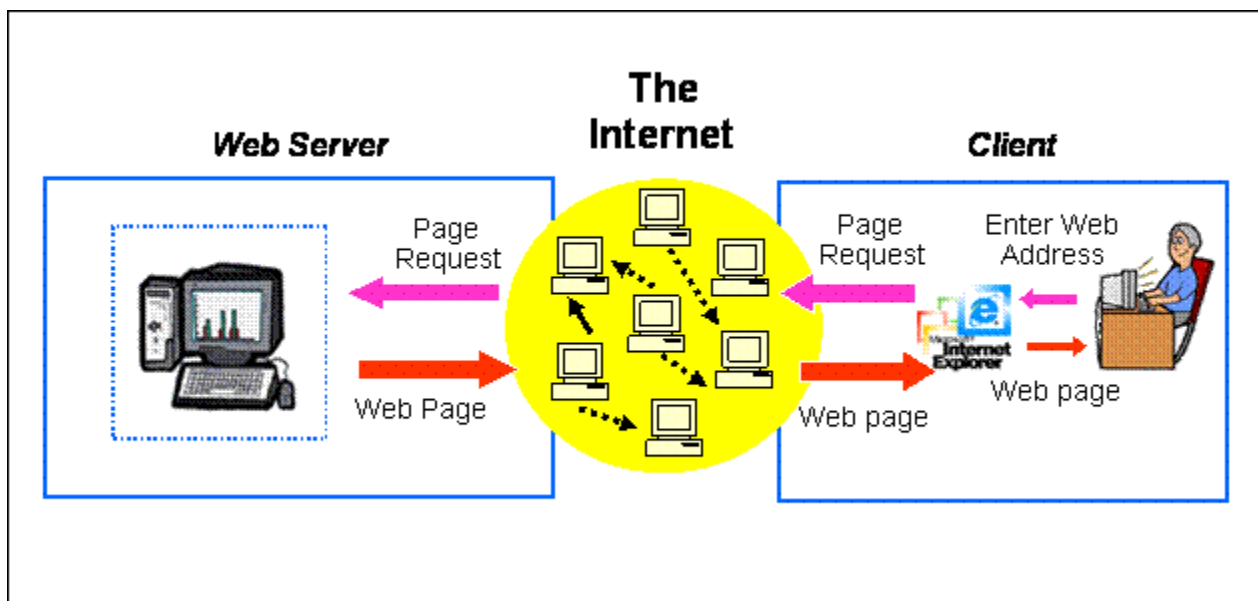 The
Internet
Web Server
Client
Page
Request
Web Page
Page
Request
Enter Web
Address
Microsoft
Internet
Explorer
Web page
Web page